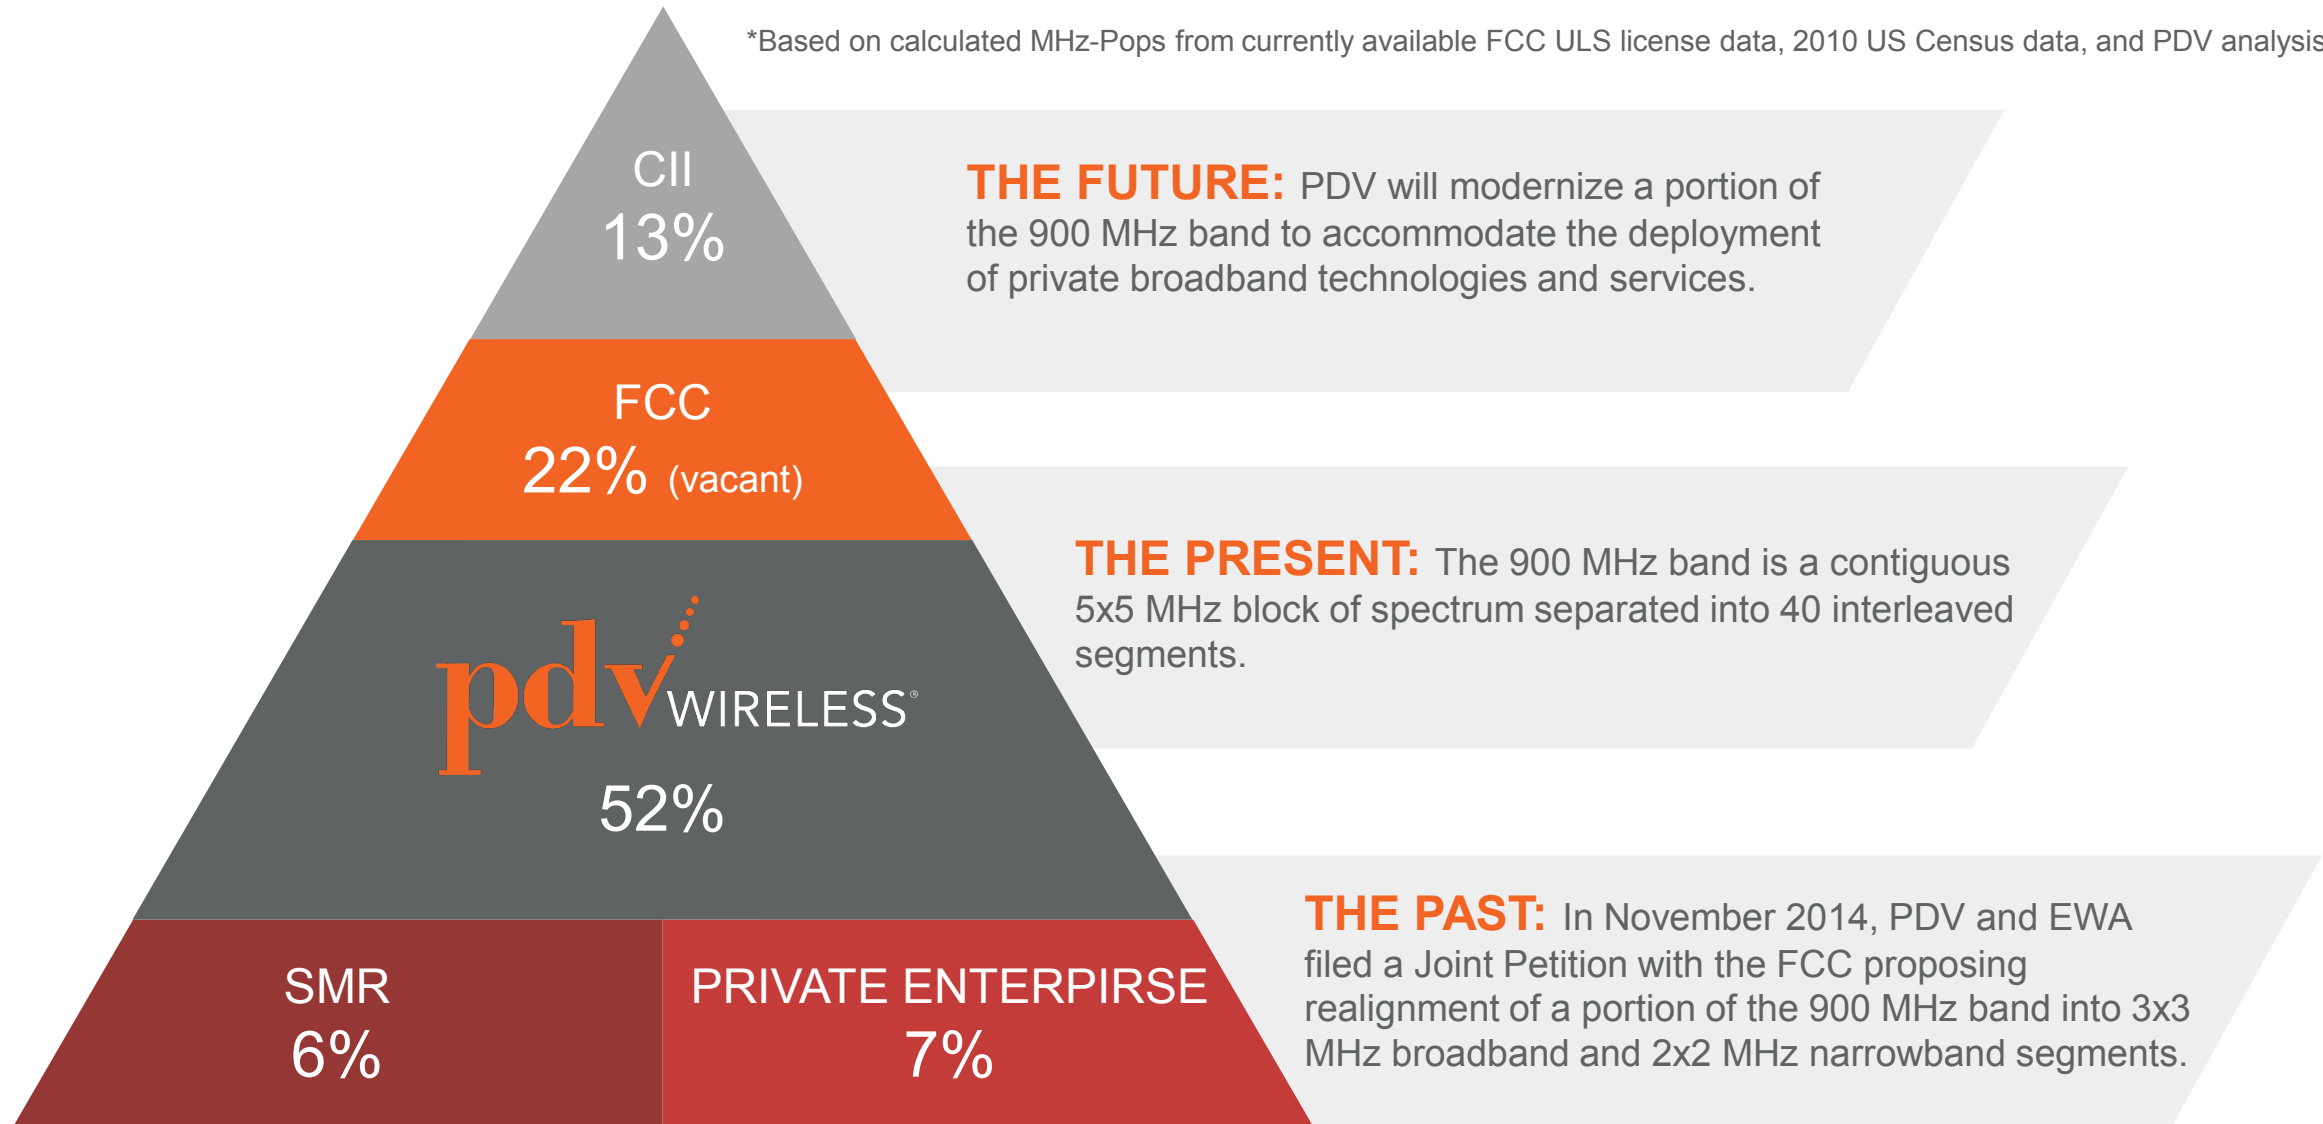 *Based on calculated MHz-Pops from currently available FCC ULS license data, 2010 US Census data, and PDV analysis
CII
13%
THE FUTURE: PDV will modernize a portion of
the 900 MHz band to accommodate the deployment
of private broadband technologies and services.
FCC
22% (vacant)
THE PRESENT: The 900 MHz band is a contiguous
5x5 MHz block of spectrum separated into 40 interleaved
segments.
pdv WIRELESS®
52%
THE PAST: In November 2014, PDV and EWA
filed a Joint Petition with the FCC proposing
realignment of a portion of the 900 MHz band into 3x3
MHz broadband and 2x2 MHz narrowband segments.
SMR
6%
PRIVATE ENTERPIRSE
7%